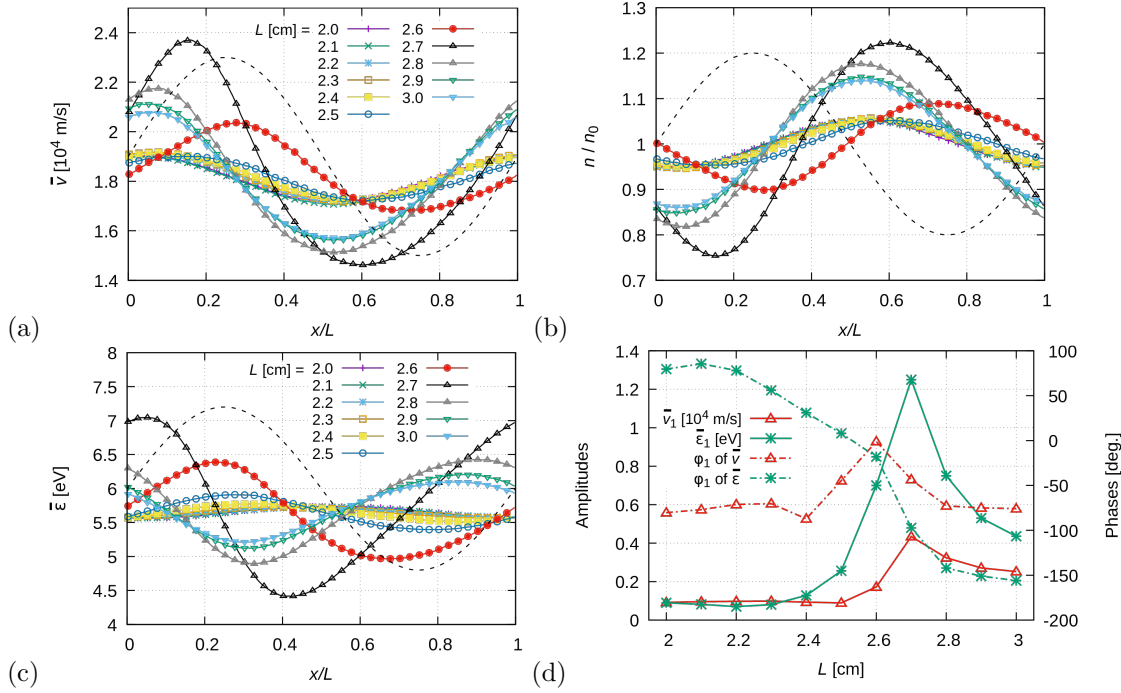 2.4
2.2
2
1.8
1.6
1.4
v̄ [10⁴ m/s]
L [cm] = 2.0 2.6
2.1 2.7
2.2 2.8
2.3 2.9
2.4 3.0
2.5
0 0.2 0.4 0.6 0.8 1
x/L
(a)
1.3
1.2
1.1
1.0
0.9
0.8
0.7
n / n₀
0 0.2 0.4 0.6 0.8 1
x/L
(b)
8
7.5
7
6.5
6
5.5
5
4.5
4
ε̄ [eV]
L [cm] = 2.0 2.6
2.1 2.7
2.2 2.8
2.3 2.9
2.4 3.0
2.5
0 0.2 0.4 0.6 0.8 1
x/L
(c)
1.4
1.2
1
0.8
0.6
0.4
0.2
0
Amplitudes
v̄₁ [10⁴ m/s]
ε̄₁ [eV]
φ₁ of v̄
φ₁ of ε̄
100
50
0
-50
-100
-150
-200
Phases [deg.]
2 2.2 2.4 2.6 2.8 3
L [cm]
(d)